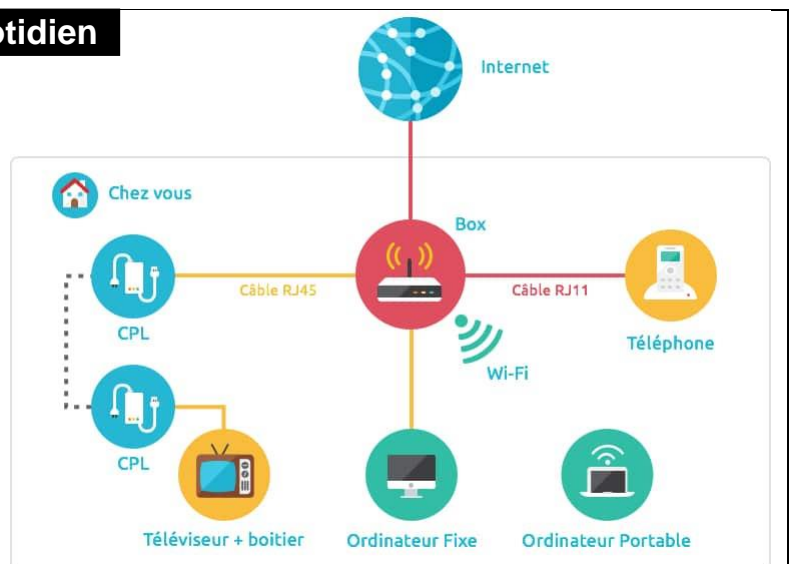 otidien
Internet
Chez vous
Box
Câble RJ45
Câble RJ11
CPL
Téléphone
Wi-Fi
CPL
Téléviseur + boitier
Ordinateur Fixe
Ordinateur Portable